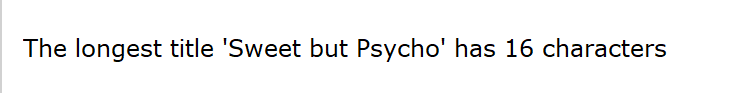 The longest title 'Sweet but Psycho' has 16 characters